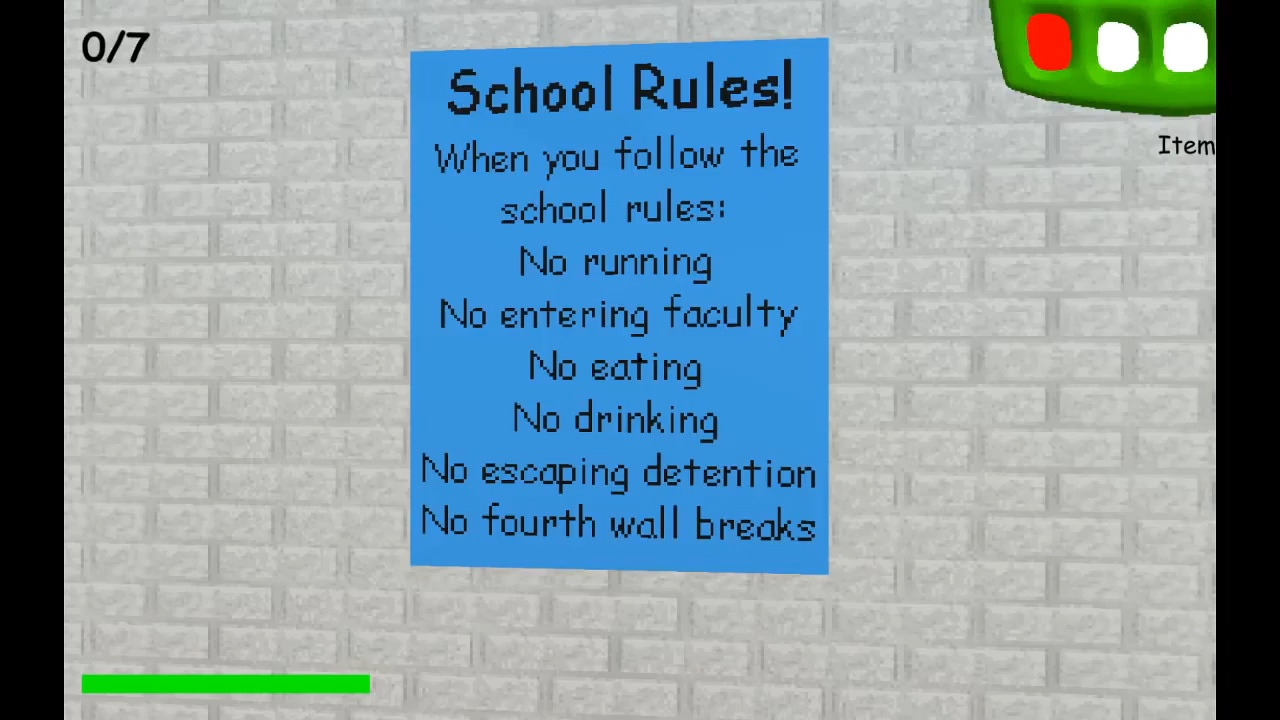 0/7
School Rules!
When you follow the
school rules:
No running
No entering faculty
No eating
No drinking
No escaping detention
No fourth wall breaks
Item